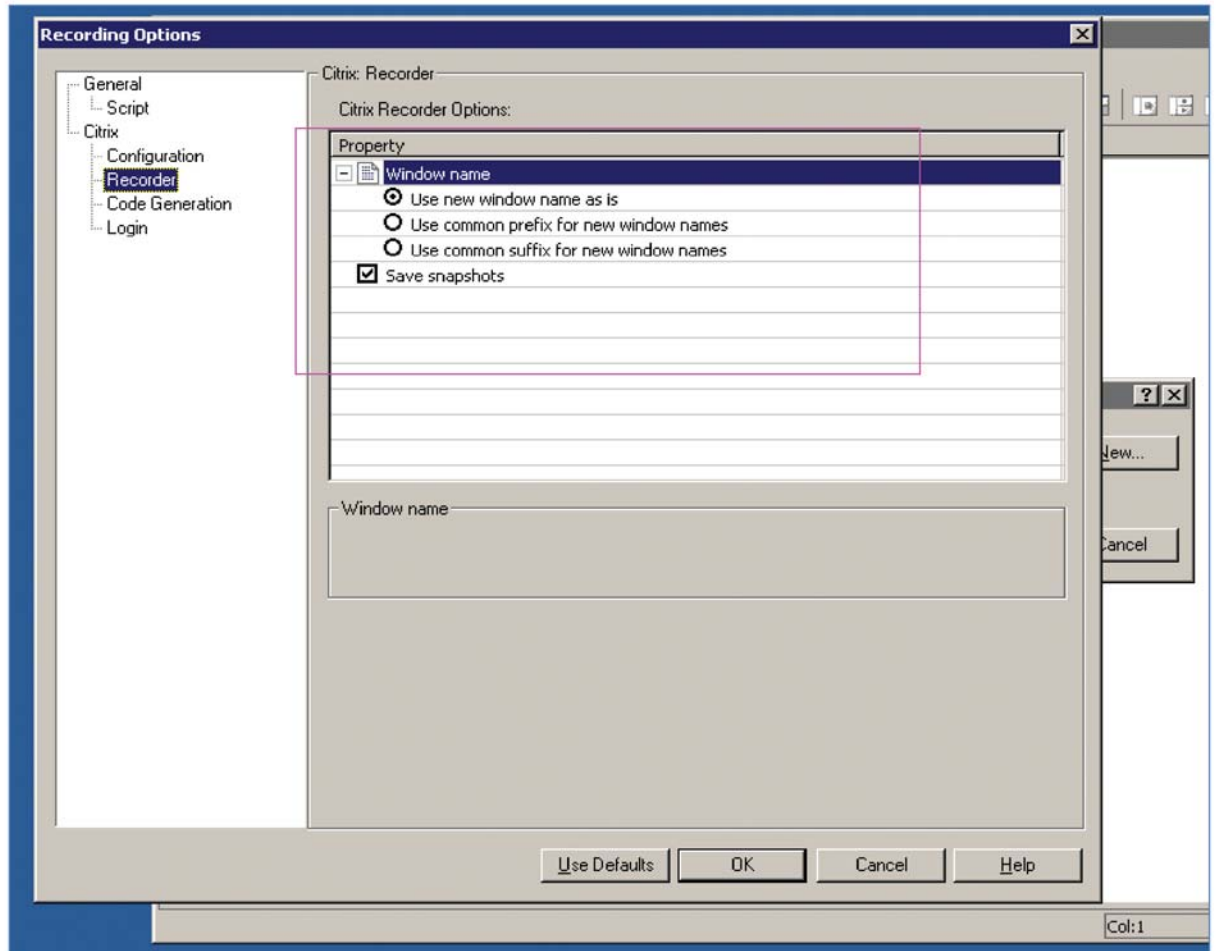 Recording Options
General
Script
Citrix
Configuration
Recorder
Code Generation
Login
Citrix: Recorder
Citrix Recorder Options:
Property
Window name
Use new window name as is
Use common prefix for new window names
Use common suffix for new window names
Save snapshots
Window name
Use Defaults
OK
Cancel
Help
?
ew...
Cancel
Col:1